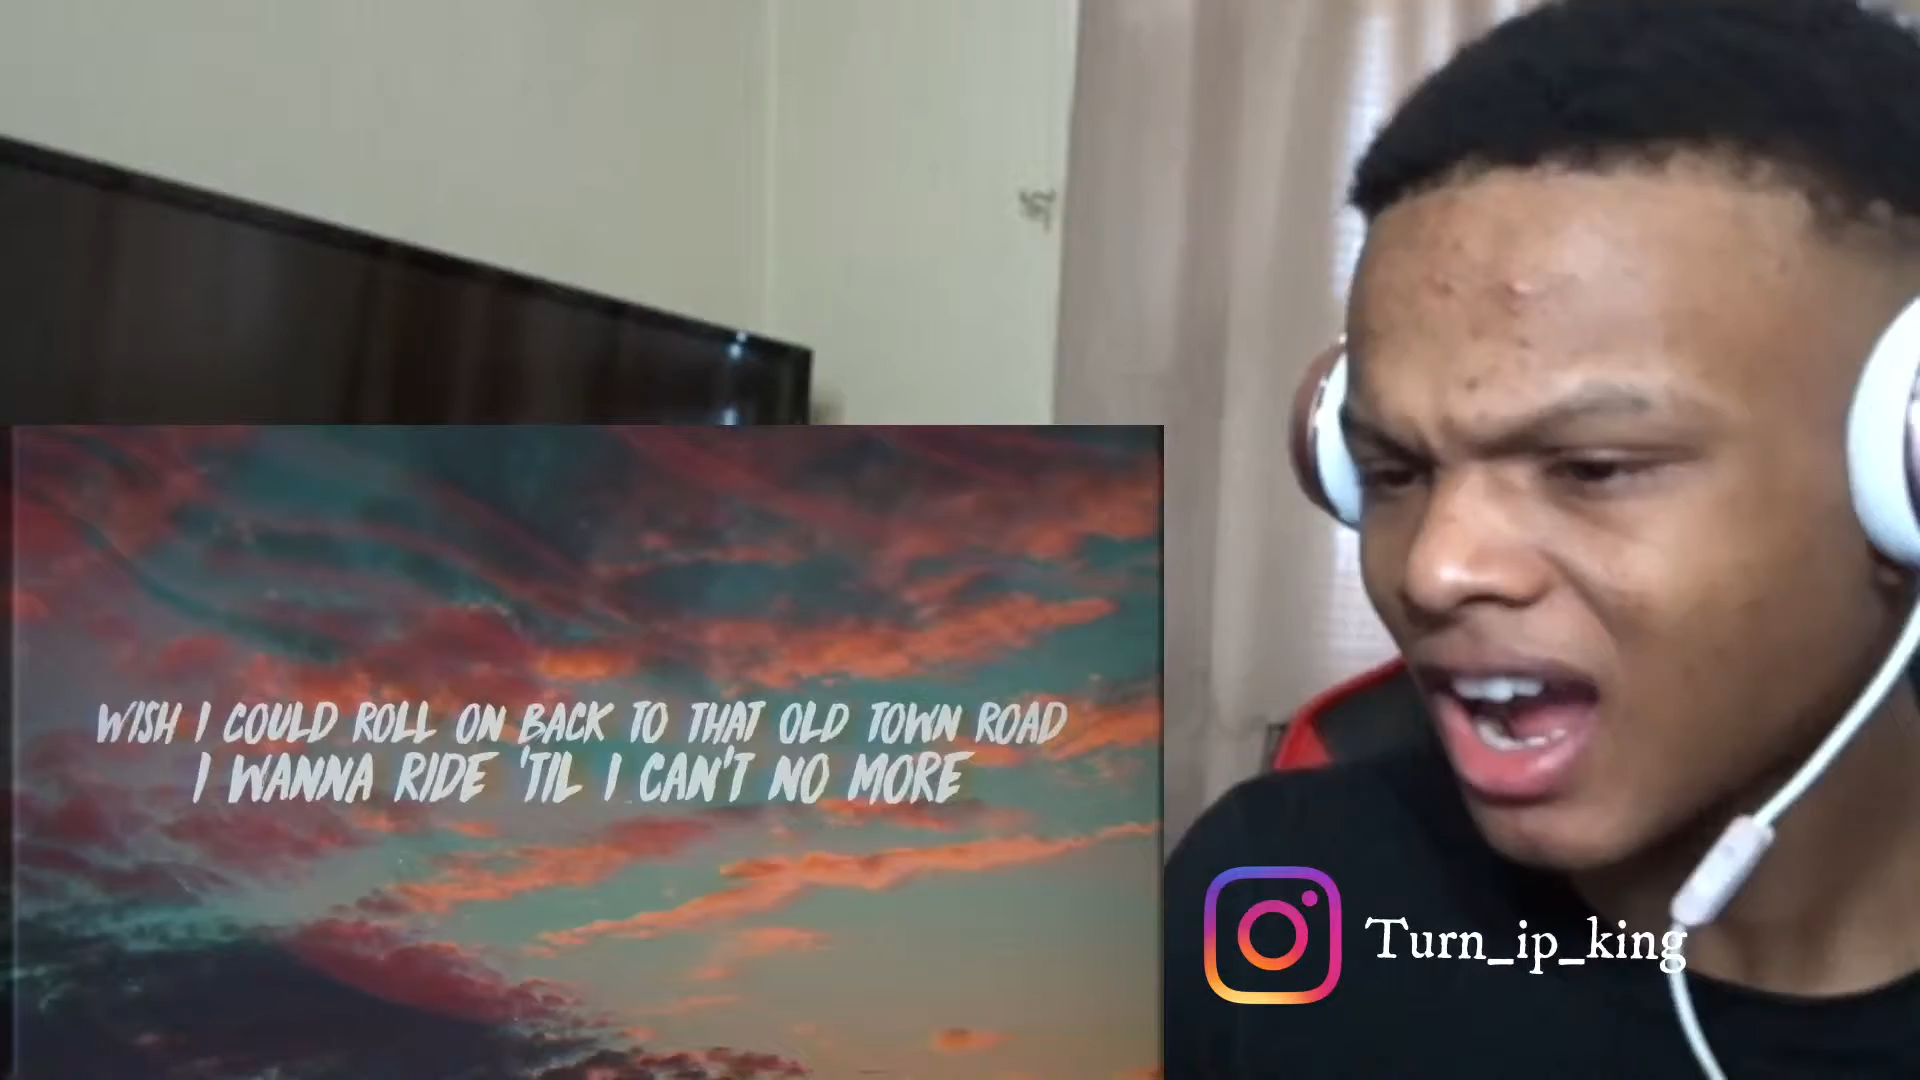 WISH I COULD ROLL ON BACK TO THAT OLD TOWN ROAD
I WANNA RIDE 'TIL I CAN'T NO MORE
Turn_ip_king